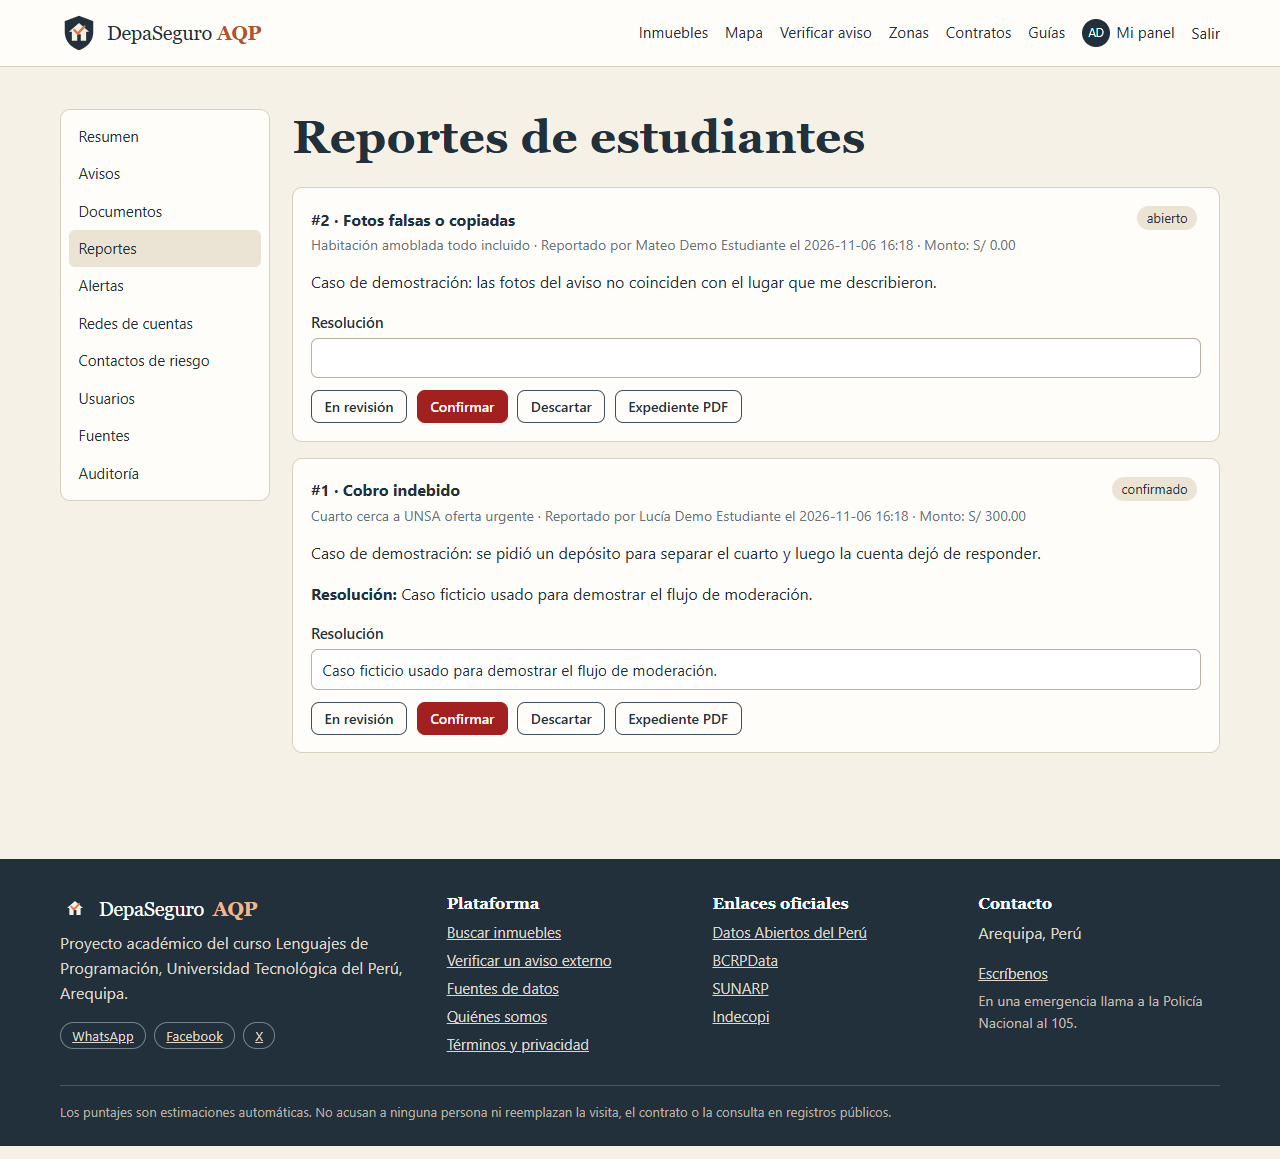 DepaSeguro AQP
Inmuebles Mapa Verificar aviso Zonas Contratos Guías AD Mi panel Salir
Resumen
Avisos
Documentos
Reportes
Alertas
Redes de cuentas
Contactos de riesgo
Usuarios
Fuentes
Auditoría
Reportes de estudiantes
#2 · Fotos falsas o copiadas
abierto
Habitación amoblada todo incluido · Reportado por Mateo Demo Estudiante el 2026-11-06 16:18 · Monto: S/ 0.00
Caso de demostración: las fotos del aviso no coinciden con el lugar que me describieron.
Resolución
En revisión Confirmar Descartar Expediente PDF
#1 · Cobro indebido
confirmado
Cuarto cerca a UNSA oferta urgente · Reportado por Lucía Demo Estudiante el 2026-11-06 16:18 · Monto: S/ 300.00
Caso de demostración: se pidió un depósito para separar el cuarto y luego la cuenta dejó de responder.
Resolución: Caso ficticio usado para demostrar el flujo de moderación.
Resolución
Caso ficticio usado para demostrar el flujo de moderación.
En revisión Confirmar Descartar Expediente PDF
DepaSeguro AQP
Proyecto académico del curso Lenguajes de
Programación, Universidad Tecnológica del Perú,
Arequipa.
WhatsApp Facebook X
Plataforma
Buscar inmuebles
Verificar un aviso externo
Fuentes de datos
Quiénes somos
Términos y privacidad
Enlaces oficiales
Datos Abiertos del Perú
BCRPData
SUNARP
Indecopi
Contacto
Arequipa, Perú
Escríbenos
En una emergencia llama a la Policía
Nacional al 105.
Los puntajes son estimaciones automáticas. No acusan a ninguna persona ni reemplazan la visita, el contrato o la consulta en registros públicos.